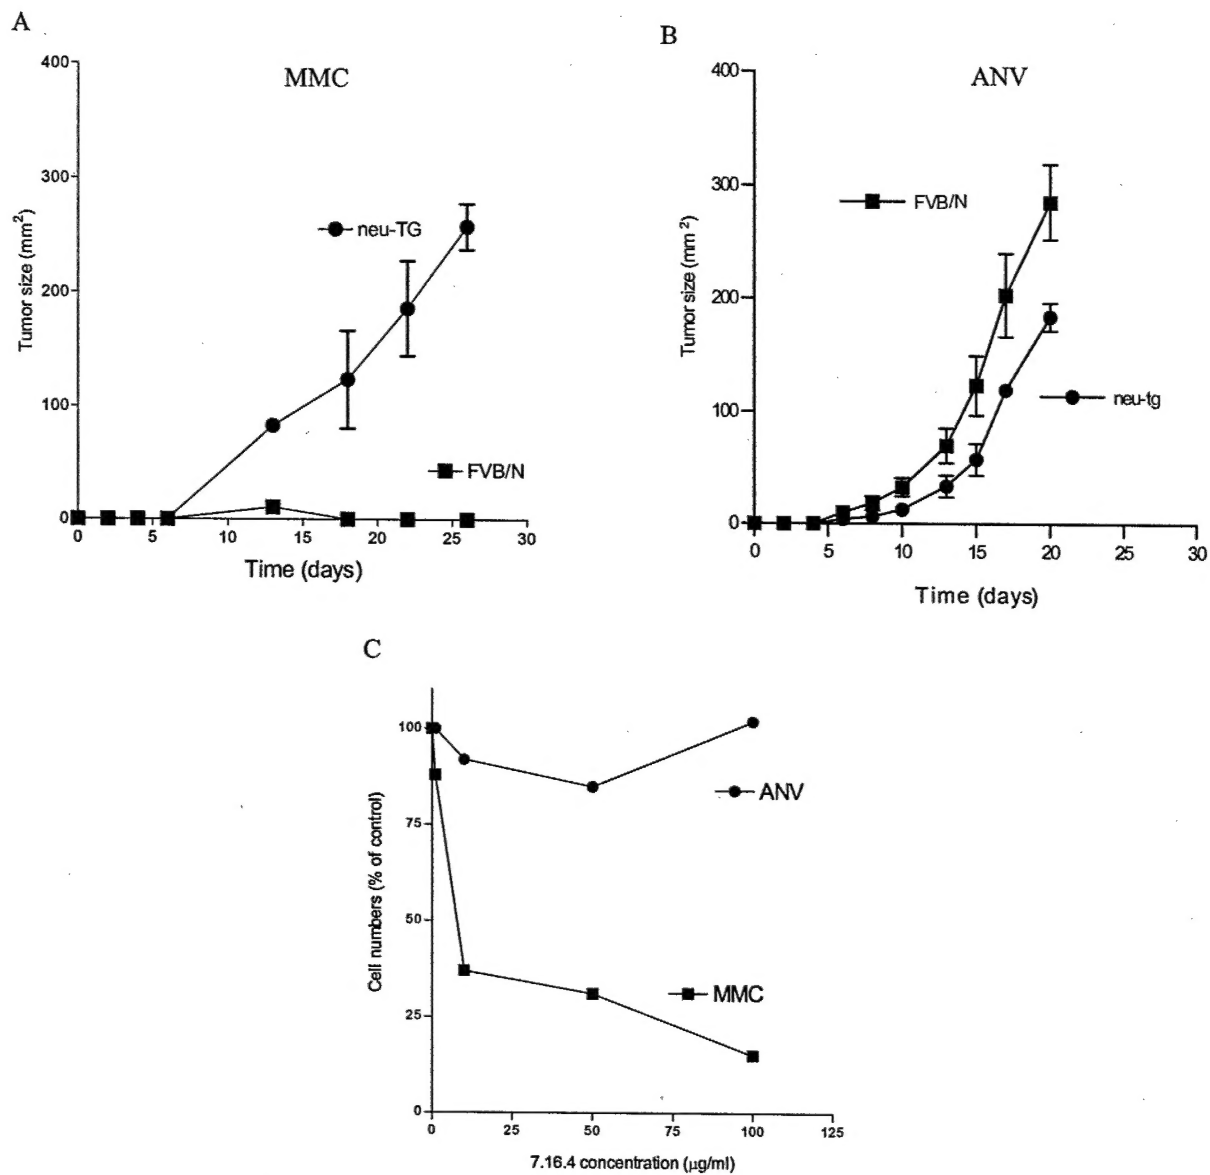 A
MMC
400
300
200
100
0
Tumor size (mm²)
neu-TG
FVB/N
0 5 10 15 20 25 30
Time (days)
B
ANV
400
300
200
100
0
Tumor size (mm²)
FVB/N
neu-tg
0 5 10 15 20 25 30
Time (days)
C
100
75
50
25
0
Cell numbers (% of control)
ANV
MMC
0 25 50 75 100 125
7.16.4 concentration (µg/ml)